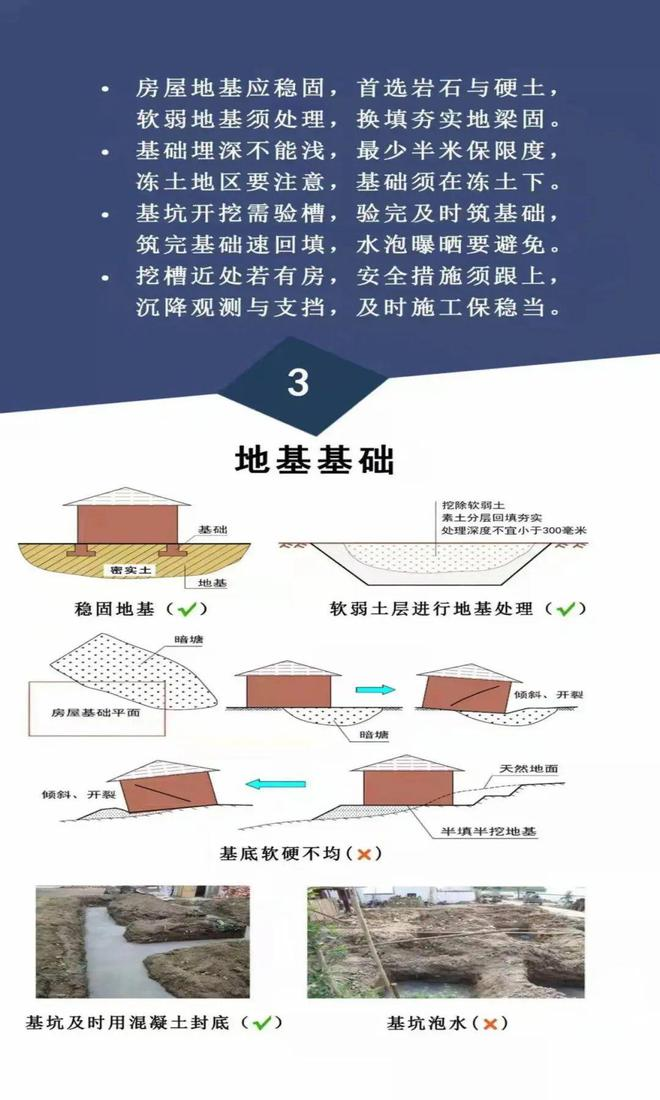 • 房屋地基应稳固，首选岩石与硬土，
软弱地基须处理，换填夯实地梁固。
• 基础埋深不能浅，最少半米保限度，
冻土地区要注意，基础须在冻土下。
• 基坑开挖需验槽，验完及时筑基础，
筑完基础速回填，水泡曝晒要避免。
• 挖槽近处若有房，安全措施须跟上，
沉降观测与支挡，及时施工保稳当。
3
地基基础
基础
密实土
地基
稳固地基（✓）
挖除软弱土
素土分层回填夯实
处理深度不宜小于300毫米
软弱土层进行地基处理（✓）
暗塘
房屋基础平面
暗塘
倾斜、开裂
倾斜、开裂
天然地面
半填半挖地基
基底软硬不均(×)
基坑及时用混凝土封底（✓）
基坑泡水(×)